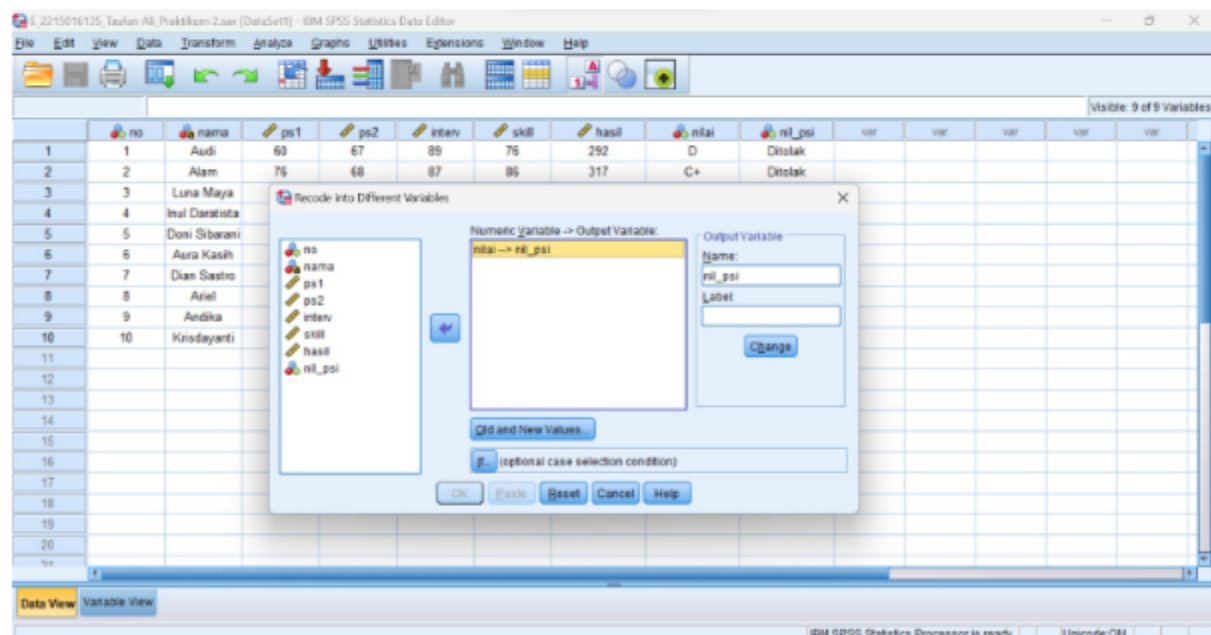 E_2215016135_Taufan Ali_Praktikum 2.sav [DataSet1] - IBM SPSS Statistics Data Editor
File Edit View Data Transform Analyze Graphs Utilities Extensions Window Help
Visible: 9 of 9 Variables
no nama ps1 ps2 interv skill hasil nilai nil_psi var var var var var
1 1 Audi 60 67 89 76 292 D Ditolak
2 2 Alam 76 68 87 86 317 C+ Ditolak
3 3 Luna Maya
4 4 Inul Daratista
5 5 Doni Sibarani
6 6 Aura Kasih
7 7 Dian Sastro
8 8 Ariel
9 9 Andika
10 10 Krisdayanti
11
12
13
14
15
16
17
18
19
20
21
Recode into Different Variables
no
nama
ps1
ps2
interv
skill
hasil
nil_psi
Numeric Variable -> Output Variable:
nilai --> nil_psi
Output Variable
Name:
nil_psi
Label:
Change
Old and New Values...
If... (optional case selection condition)
OK Paste Reset Cancel Help
Data View Variable View
IBM SPSS Statistics Processor is ready Unicode:ON